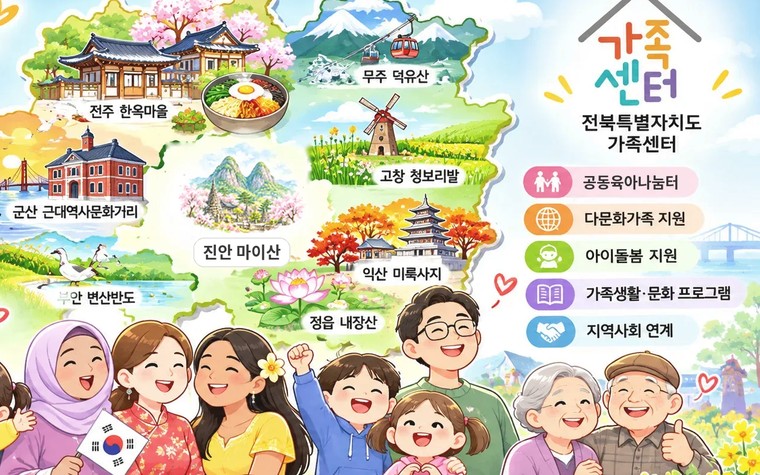 전주 한옥마을
무주 덕유산
고창 청보리밭
군산 근대역사문화거리
진안 마이산
익산 미륵사지
부안 변산반도
정읍 내장산
가족
센터
전북특별자치도
가족센터
공동육아나눔터
다문화가족 지원
아이돌봄 지원
가족생활·문화 프로그램
지역사회 연계